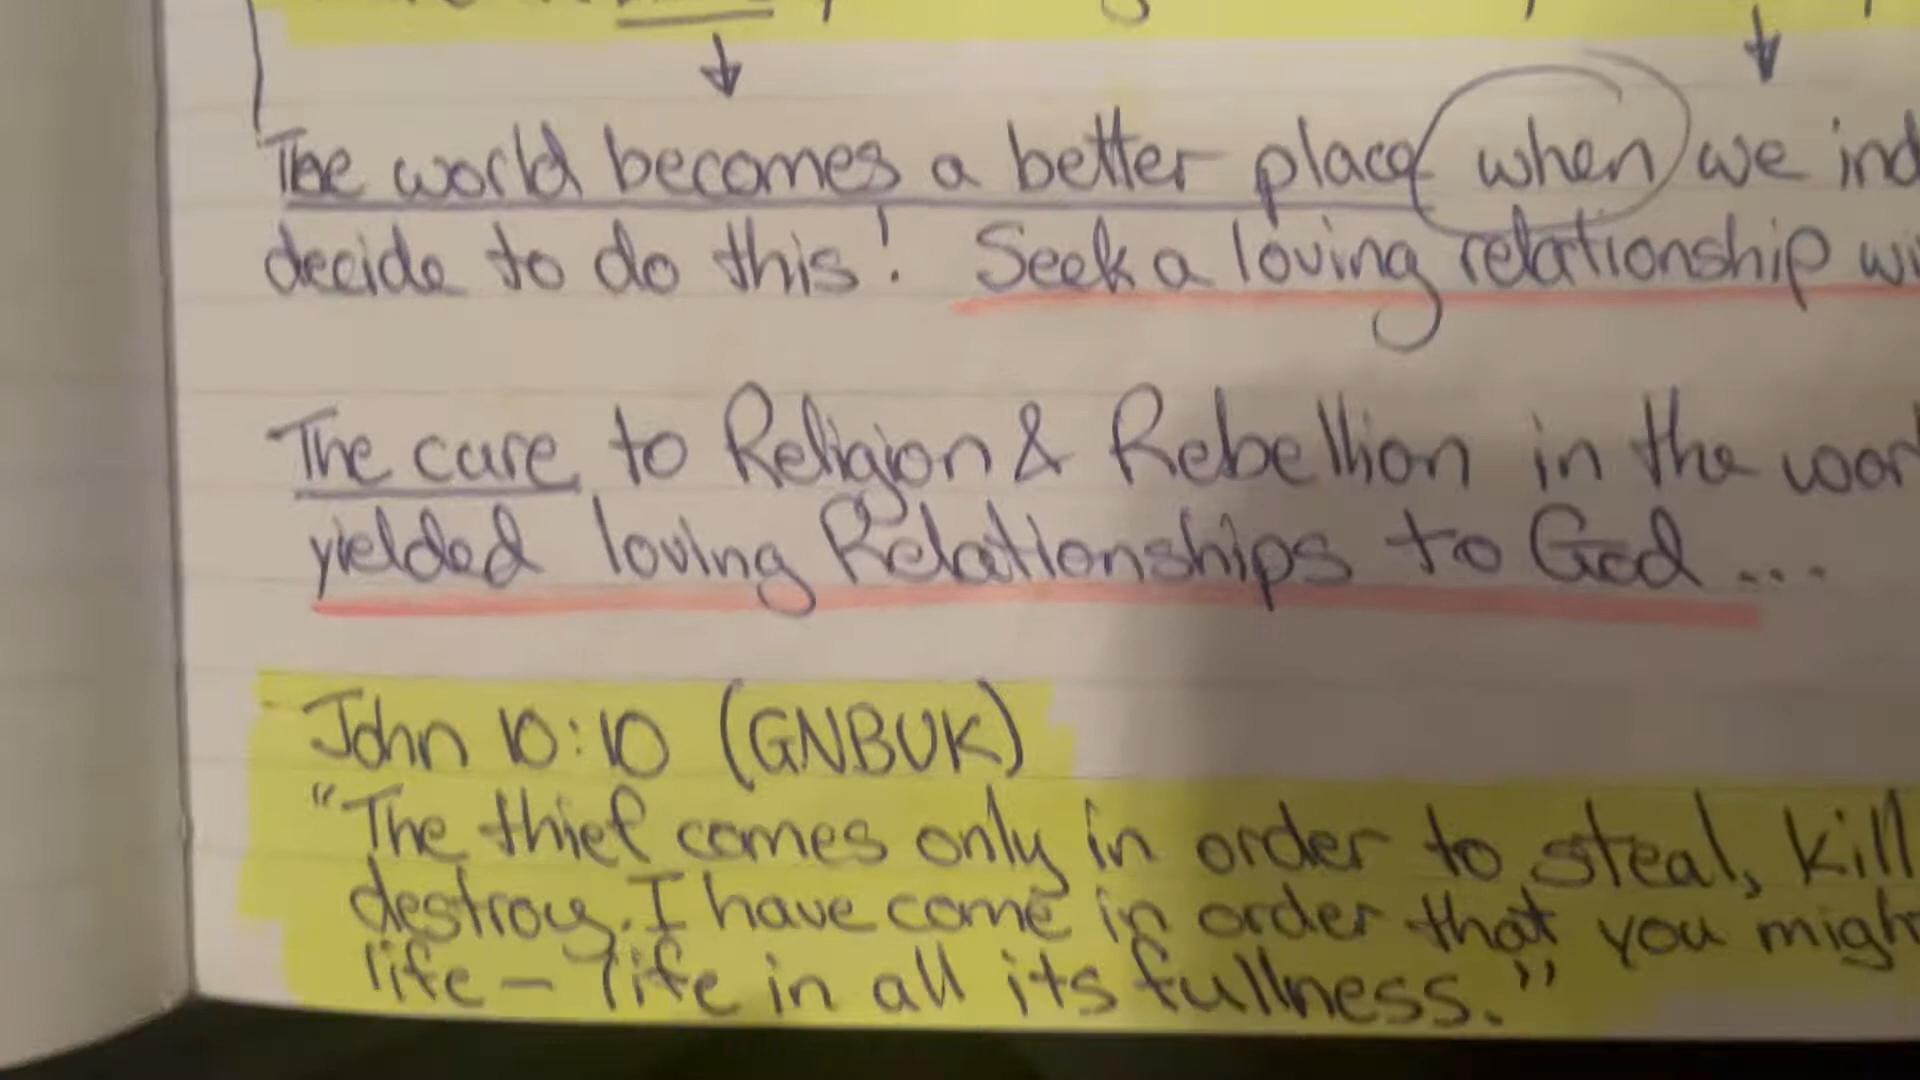 The world becomes a better place when we ind
decide to do this! Seek a loving relationship wi
The cure to Religion & Rebellion in the wor
yielded loving Relationships to God...
John 10:10 (GNBUK)
"The thief comes only in order to steal, kill
destroy. I have come in order that you might
life - life in all its fullness."